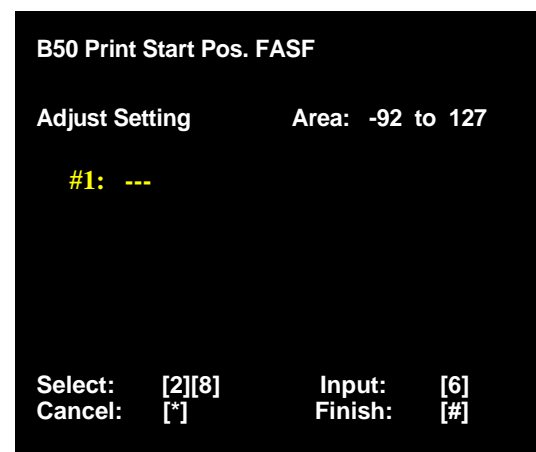 B50 Print Start Pos. FASF
Adjust Setting Area: -92 to 127
#1: ---
Select: [2][8] Input: [6]
Cancel: [*] Finish: [#]